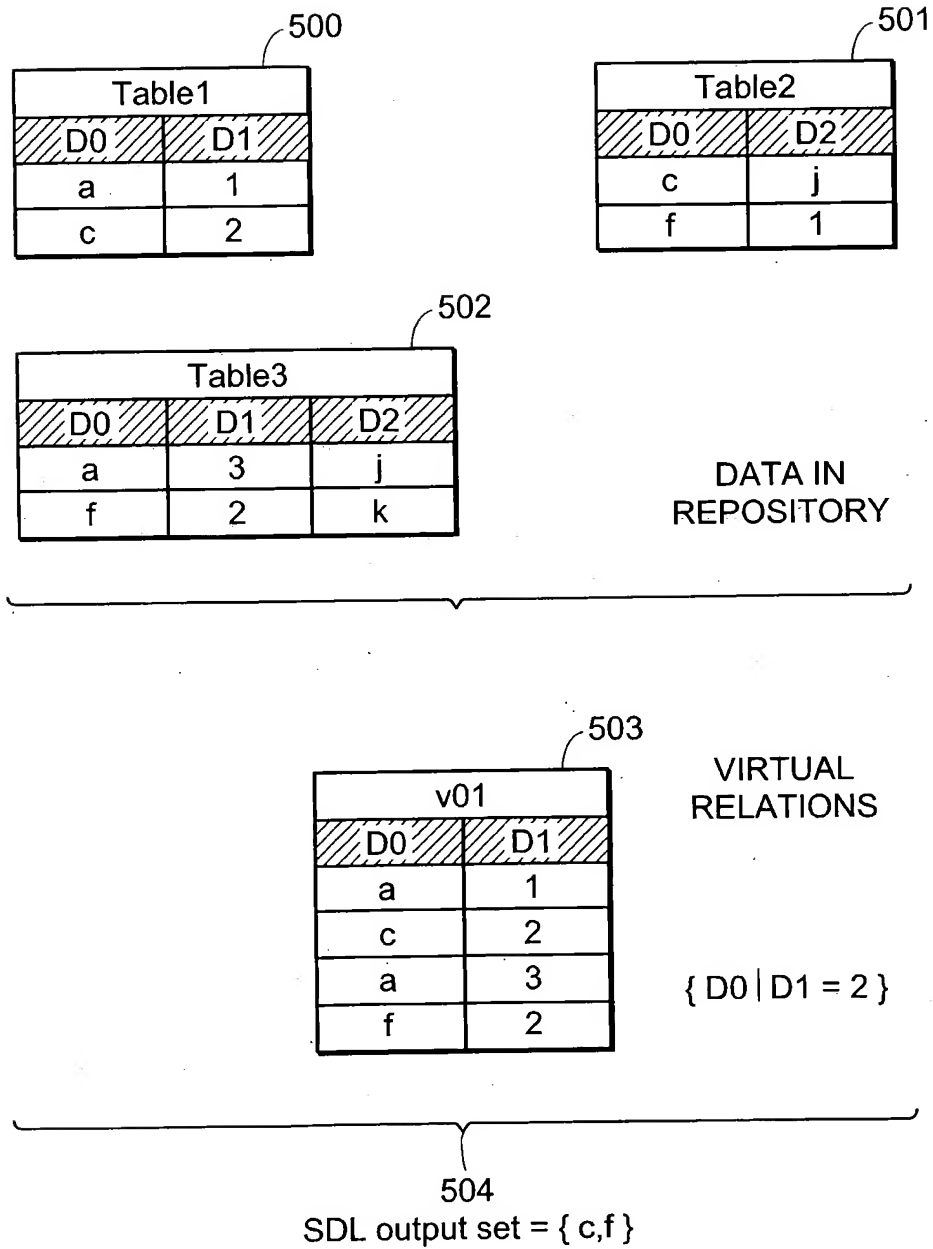 500
501
Table1
D0 D1
a 1
c 2
Table2
D0 D2
c j
f 1
502
Table3
D0 D1 D2
a 3 j
f 2 k
DATA IN
REPOSITORY
503
VIRTUAL
RELATIONS
v01
D0 D1
a 1
c 2
a 3
f 2
{ D0 | D1 = 2 }
504
SDL output set = { c,f }